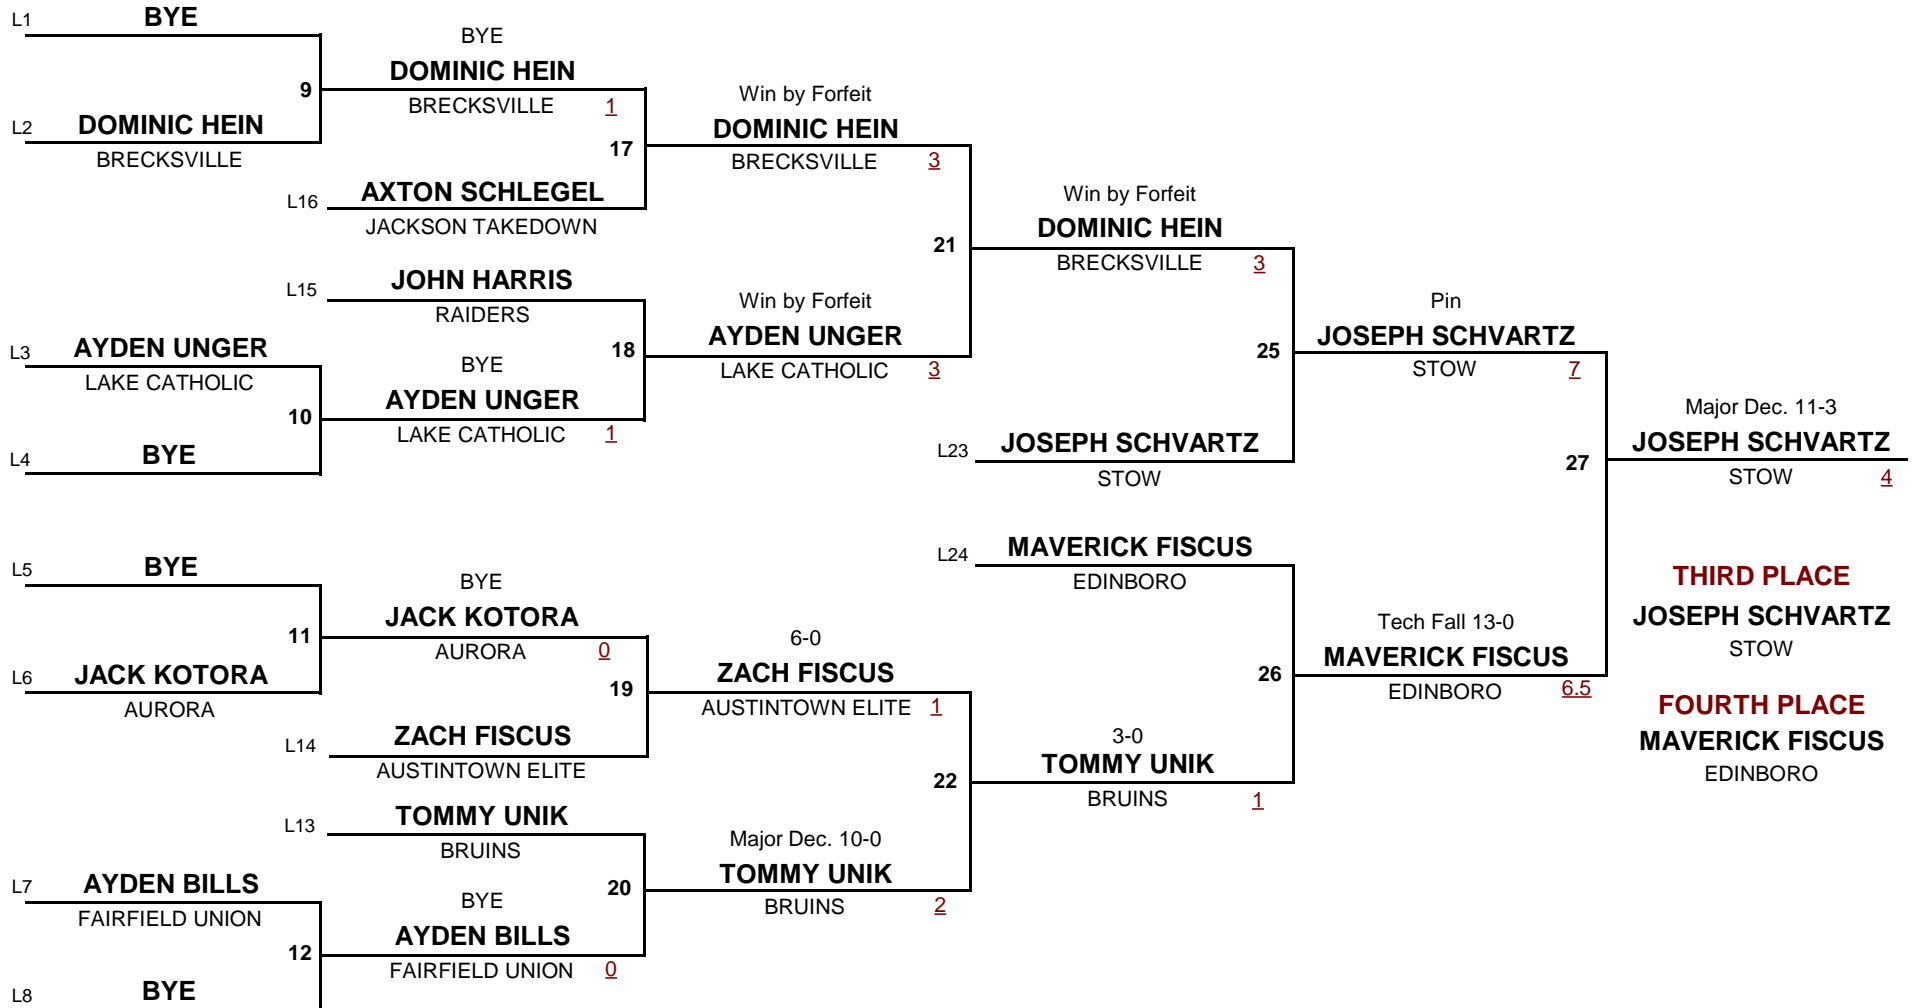 L1 BYE
9
L2 DOMINIC HEIN
BRECKSVILLE
BYE
DOMINIC HEIN
BRECKSVILLE 1
17
L16 AXTON SCHLEGEL
JACKSON TAKEDOWN
Win by Forfeit
DOMINIC HEIN
BRECKSVILLE 3
L15 JOHN HARRIS
RAIDERS
18
L3 AYDEN UNGER
LAKE CATHOLIC
10
L4 BYE
BYE
AYDEN UNGER
LAKE CATHOLIC 1
Win by Forfeit
AYDEN UNGER
LAKE CATHOLIC 3
21
Win by Forfeit
DOMINIC HEIN
BRECKSVILLE 3
25
L23 JOSEPH SCHVARTZ
STOW
Pin
JOSEPH SCHVARTZ
STOW 7
27
Major Dec. 11-3
JOSEPH SCHVARTZ
STOW 4
L5 BYE
11
L6 JACK KOTORA
AURORA
BYE
JACK KOTORA
AURORA 0
19
L14 ZACH FISCUS
AUSTINTOWN ELITE
6-0
ZACH FISCUS
AUSTINTOWN ELITE 1
22
L13 TOMMY UNIK
BRUINS
20
L7 AYDEN BILLS
FAIRFIELD UNION
12
L8 BYE
BYE
AYDEN BILLS
FAIRFIELD UNION 0
Major Dec. 10-0
TOMMY UNIK
BRUINS 2
L24 MAVERICK FISCUS
EDINBORO
26
3-0
TOMMY UNIK
BRUINS 1
Tech Fall 13-0
MAVERICK FISCUS
EDINBORO 6.5
THIRD PLACE
JOSEPH SCHVARTZ
STOW
FOURTH PLACE
MAVERICK FISCUS
EDINBORO